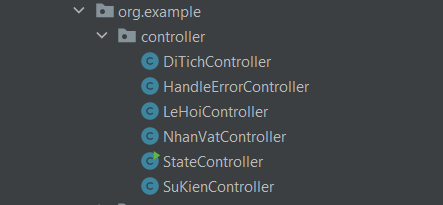 org.example
controller
DiTichController
HandleErrorController
LeHoiController
NhanVatController
StateController
SuKienController